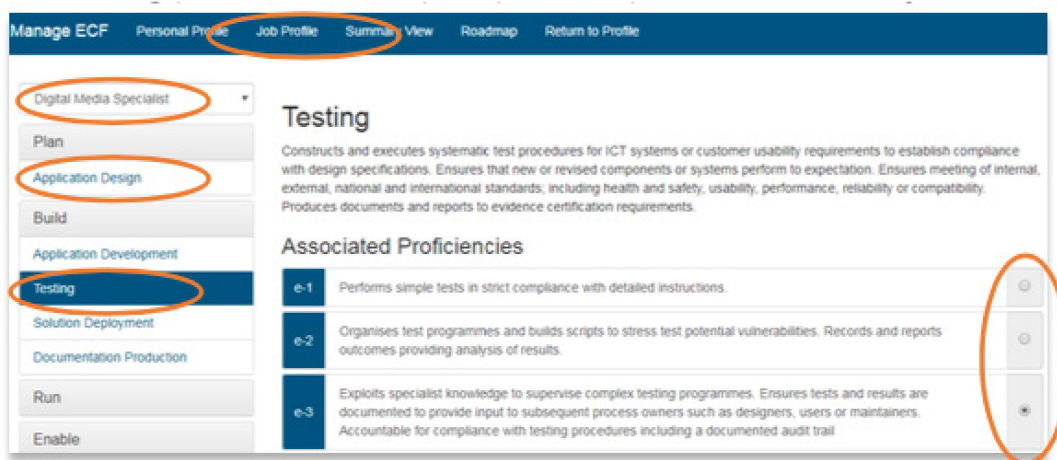 Manage ECF Personal Profile Job Profile Summary View Roadmap Return to Profile
Digital Media Specialist
Plan
Application Design
Build
Application Development
Testing
Solution Deployment
Documentation Production
Run
Enable
Testing
Constructs and executes systematic test procedures for ICT systems or customer usability requirements to establish compliance
with design specifications. Ensures that new or revised components or systems perform to expectation. Ensures meeting of internal,
external, national and international standards; including health and safety, usability, performance, reliability or compatibility.
Produces documents and reports to evidence certification requirements.
Associated Proficiencies
e-1 Performs simple tests in strict compliance with detailed instructions.
e-2 Organises test programmes and builds scripts to stress test potential vulnerabilities. Records and reports
outcomes providing analysis of results.
e-3 Exploits specialist knowledge to supervise complex testing programmes. Ensures tests and results are
documented to provide input to subsequent process owners such as designers, users or maintainers.
Accountable for compliance with testing procedures including a documented audit trail